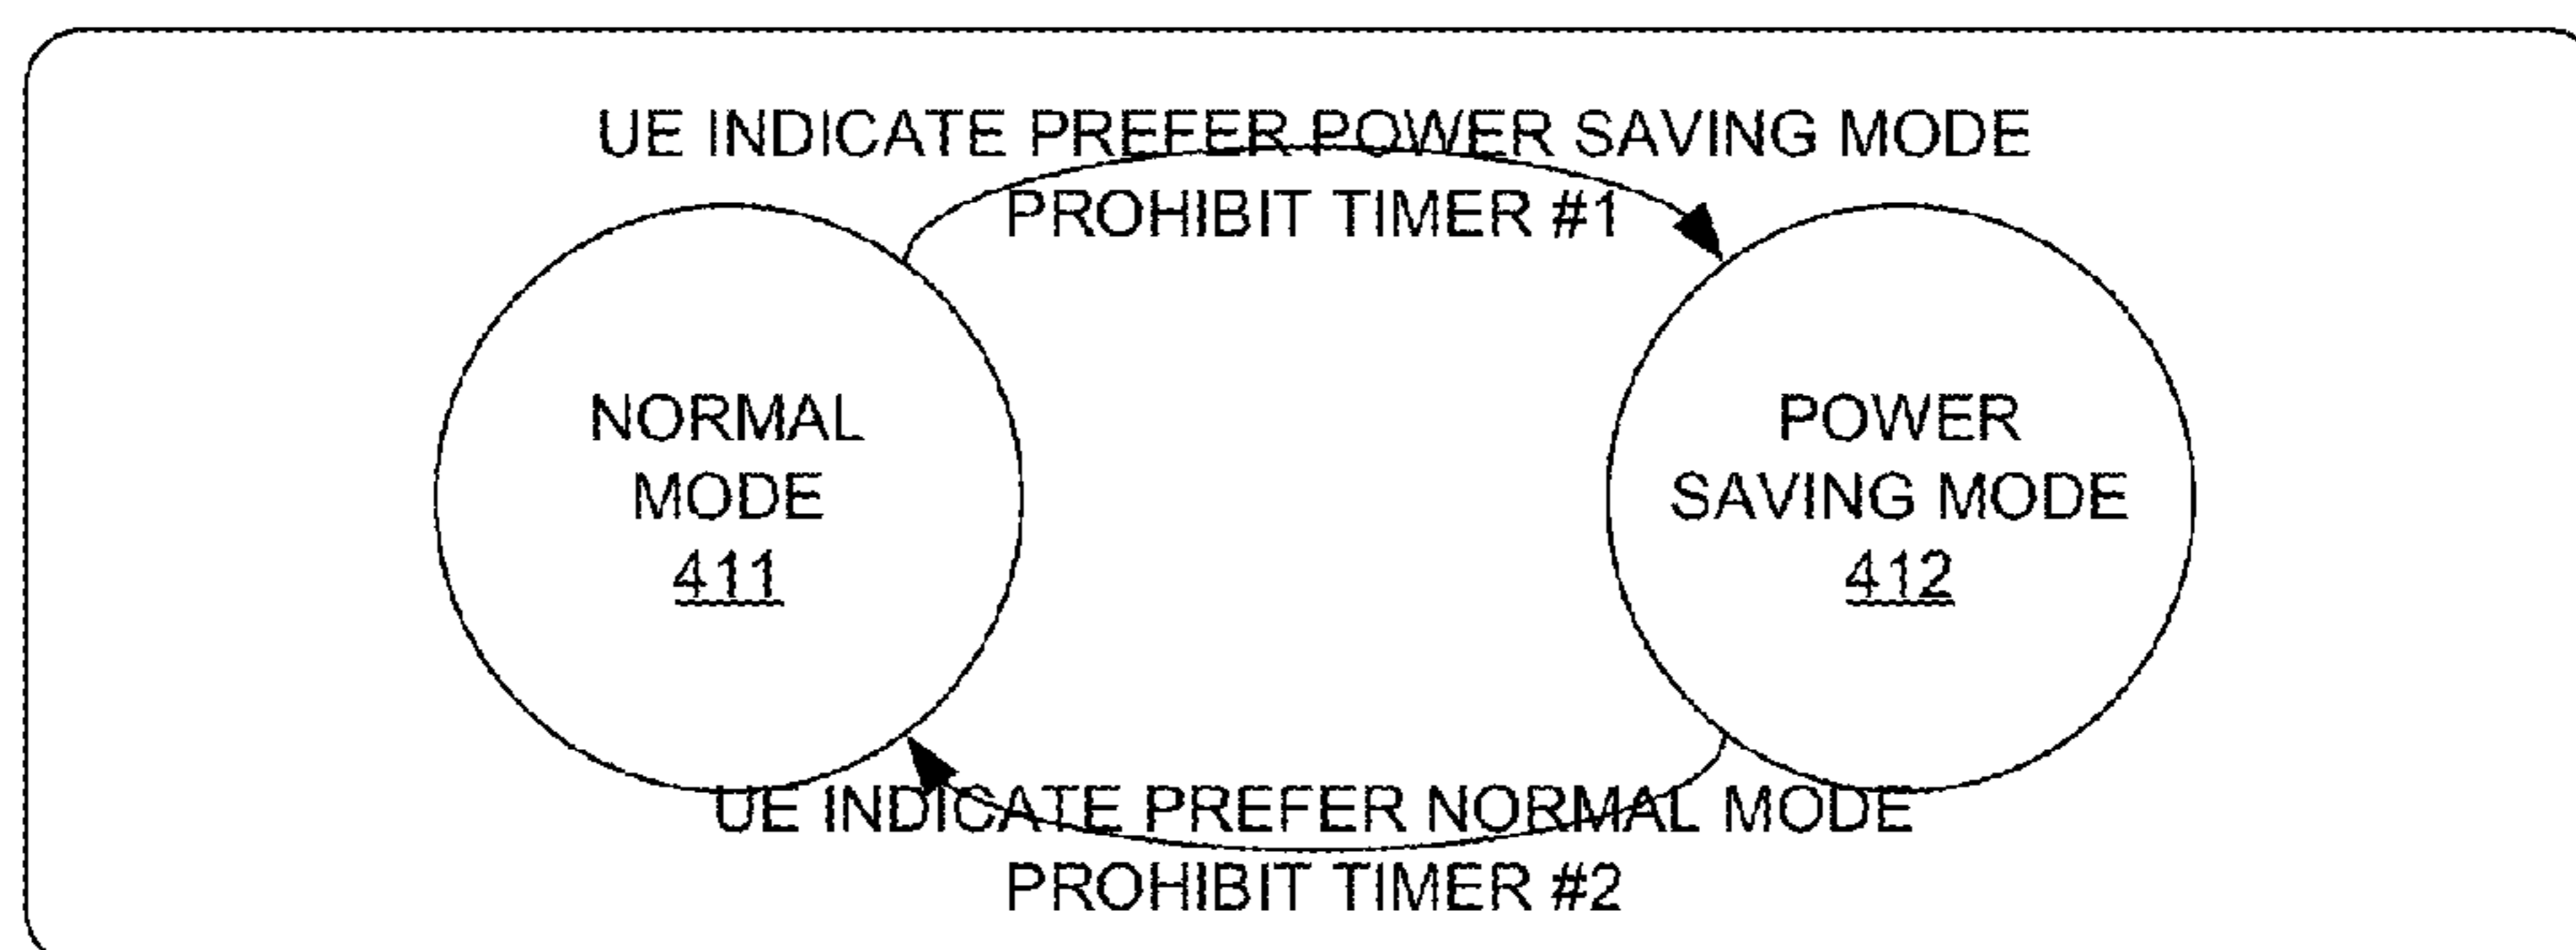 UE INDICATE PREFER POWER SAVING MODE
PROHIBIT TIMER #1
NORMAL
MODE
411
POWER
SAVING MODE
412
UE INDICATE PREFER NORMAL MODE
PROHIBIT TIMER #2